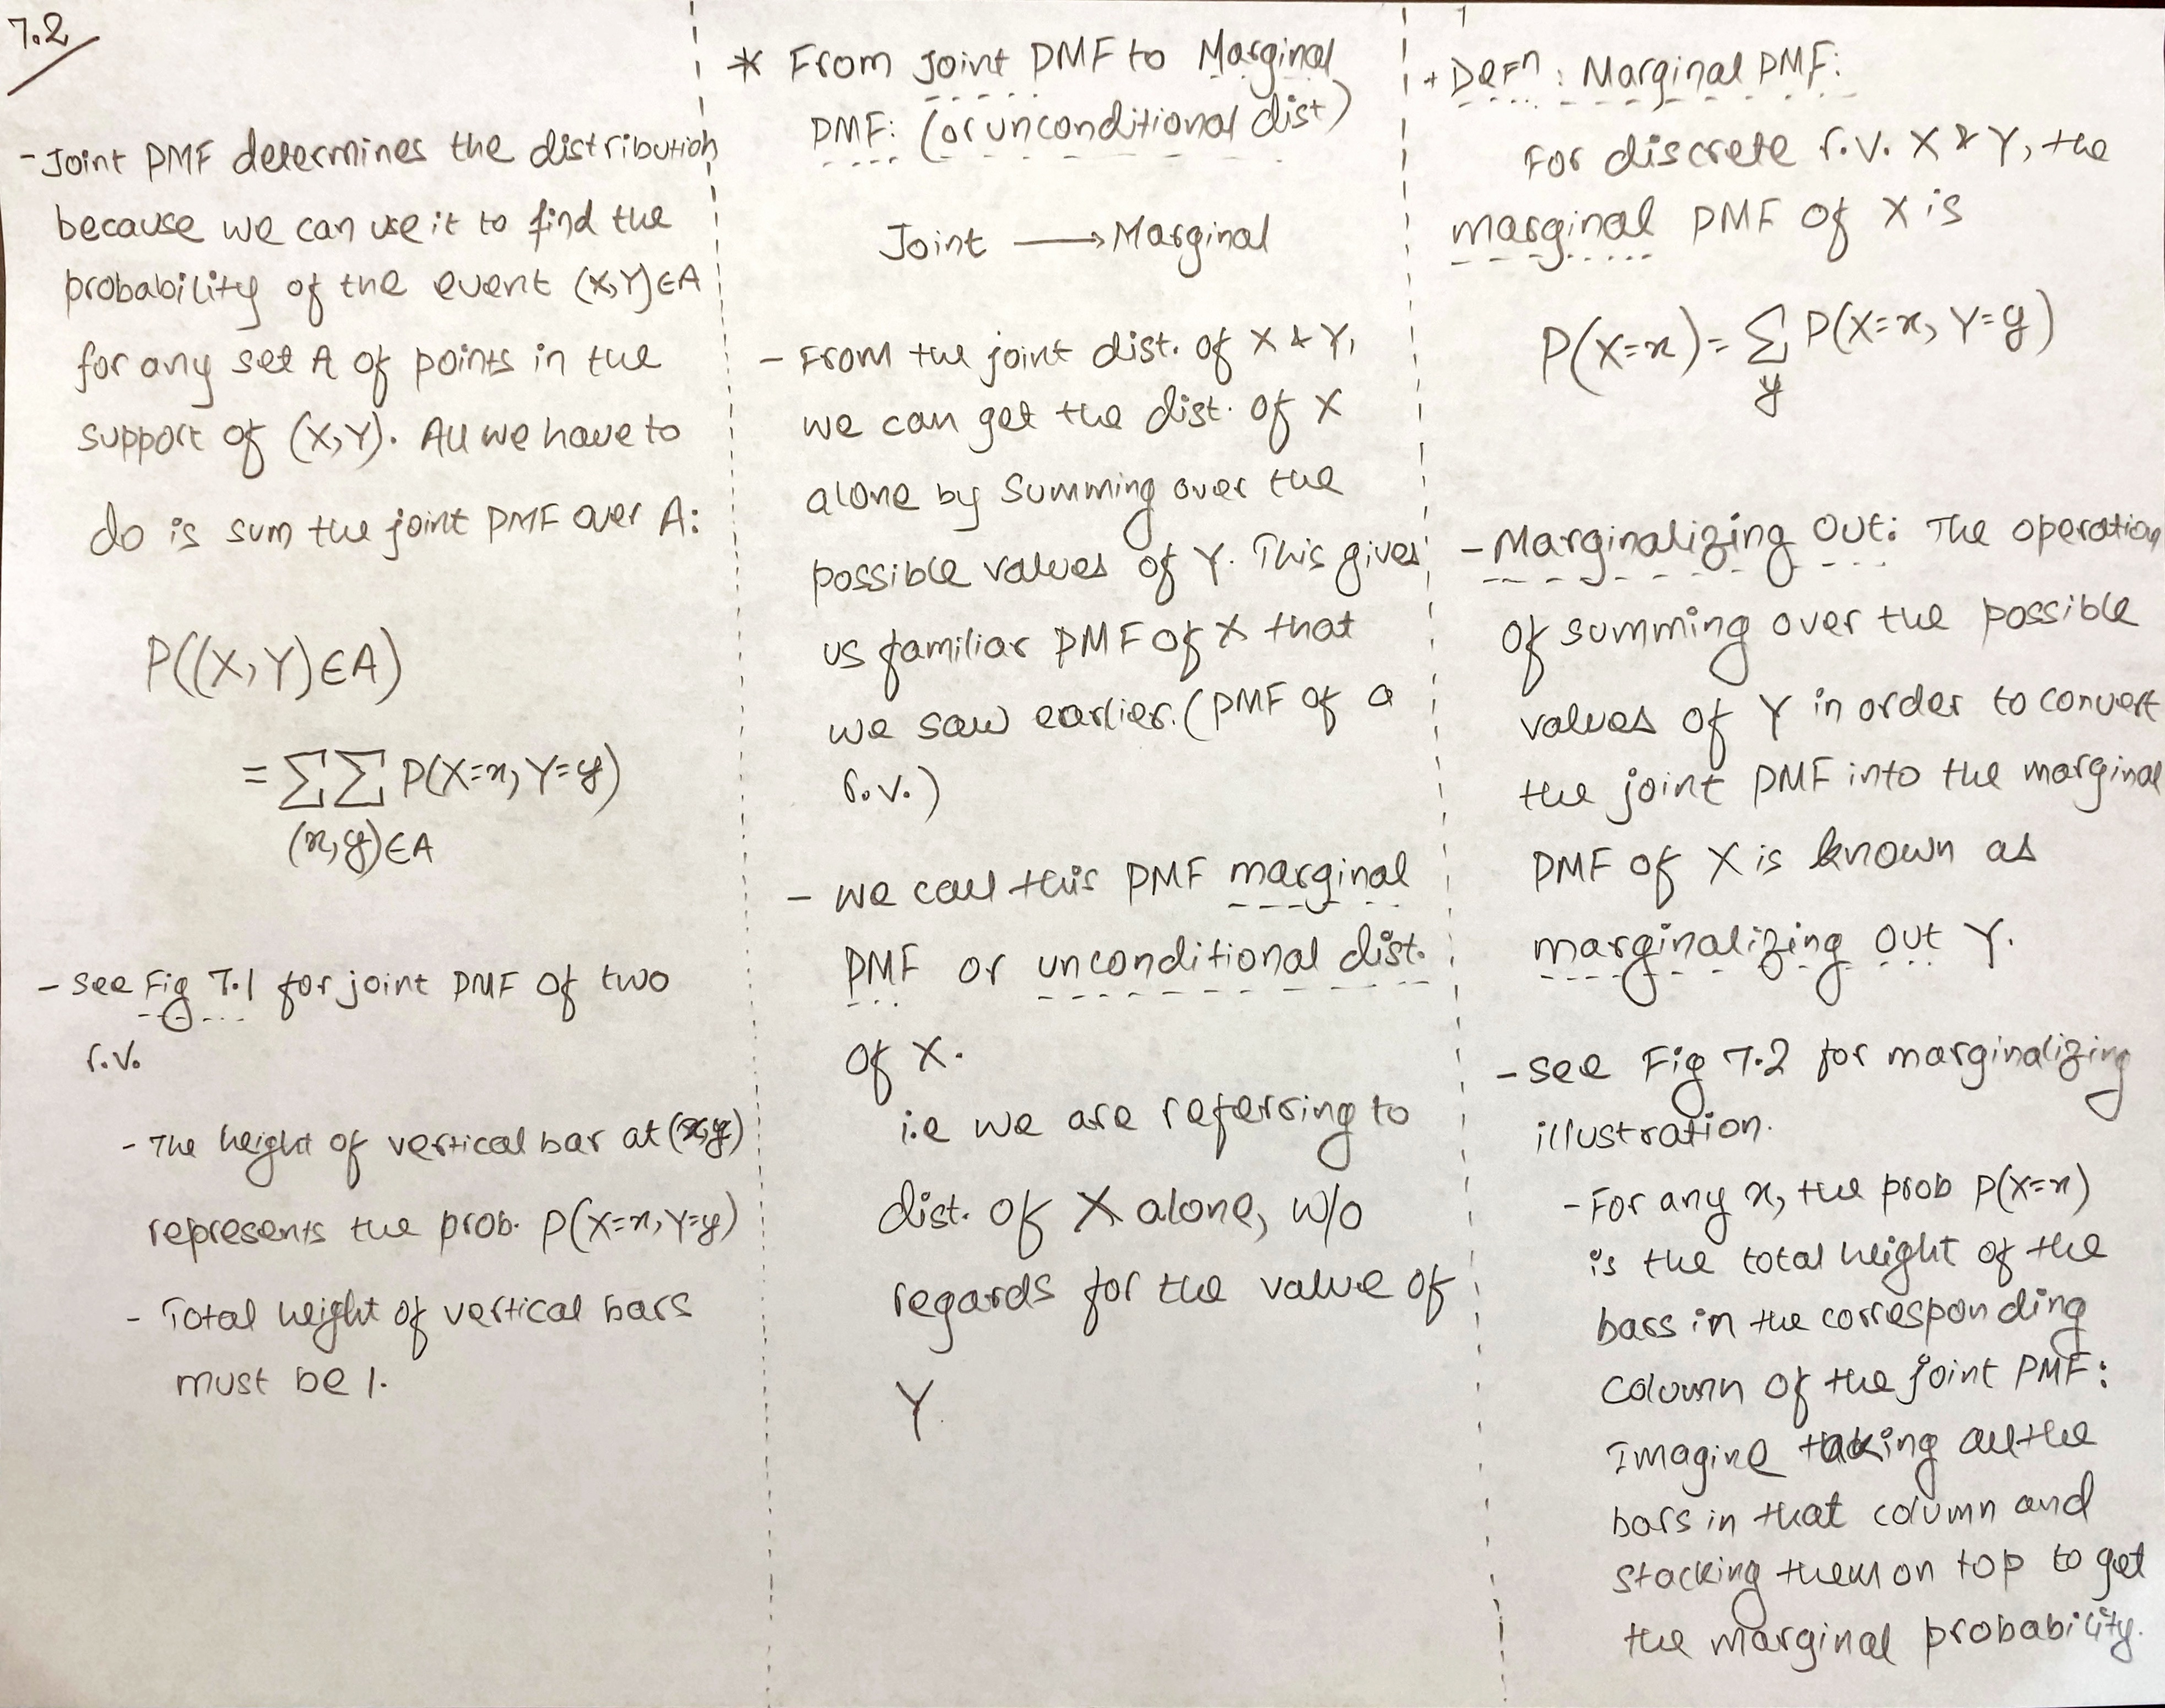 7.2
- Joint PMF determines the distribution
because we can use it to find the
probability of the event (X,Y)∈A
for any set A of points in the
support of (X,Y). All we have to
do is sum the joint PMF over A:
P((X,Y)∈A)
= ΣΣ P(X=x, Y=y)
(x,y)∈A
- see Fig 7.1 for joint PMF of two
r.v.
- The height of vertical bar at (x,y)
represents the prob. P(X=x, Y=y)
- Total height of vertical bars
must be 1.
* From Joint PMF to Marginal
PMF: (or unconditional dist)
Joint → Marginal
- From the joint dist. of X & Y,
we can get the dist. of X
alone by summing over the
possible values of Y. This gives
us familiar PMF of X that
we saw earlier. (PMF of a
r.v.)
- we call this PMF marginal
PMF or unconditional dist.
of X.
i.e we are referring to
dist. of X alone, w/o
regards for the value of
Y
+ Defⁿ: Marginal PMF:
For discrete r.v. X & Y, the
marginal PMF of X is
P(X=x) = Σ P(X=x, Y=y)
y
- Marginalizing Out: The operation
of summing over the possible
values of Y in order to convert
the joint PMF into the marginal
PMF of X is known as
marginalizing out Y.
- see Fig 7.2 for marginalizing
illustration.
- For any x, the prob P(X=x)
is the total height of the
bars in the corresponding
column of the joint PMF:
Imagine taking all the
bars in that column and
stacking them on top to get
the marginal probability.